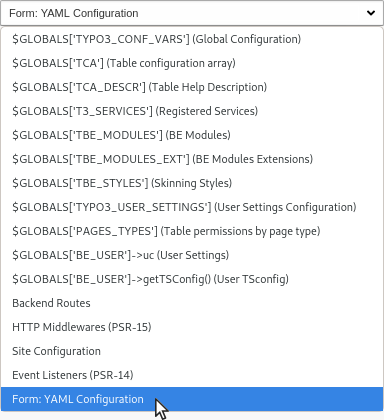 Form: YAML Configuration
$GLOBALS['TYPO3_CONF_VARS'] (Global Configuration)
$GLOBALS['TCA'] (Table configuration array)
$GLOBALS['TCA_DESCR'] (Table Help Description)
$GLOBALS['T3_SERVICES'] (Registered Services)
$GLOBALS['TBE_MODULES'] (BE Modules)
$GLOBALS['TBE_MODULES_EXT'] (BE Modules Extensions)
$GLOBALS['TBE_STYLES'] (Skinning Styles)
$GLOBALS['TYPO3_USER_SETTINGS'] (User Settings Configuration)
$GLOBALS['PAGES_TYPES'] (Table permissions by page type)
$GLOBALS['BE_USER']->uc (User Settings)
$GLOBALS['BE_USER']->getTSConfig() (User TSconfig)
Backend Routes
HTTP Middlewares (PSR-15)
Site Configuration
Event Listeners (PSR-14)
Form: YAML Configuration